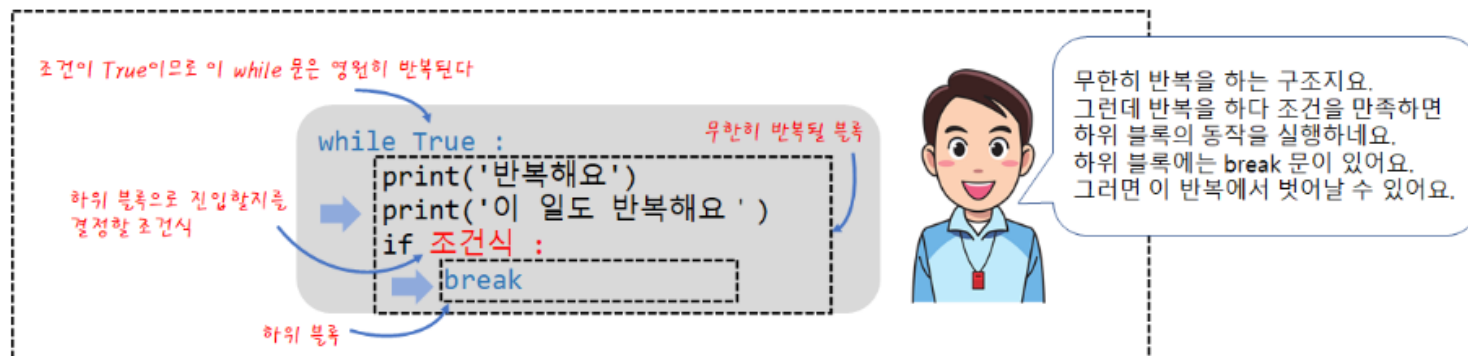 조건이 True이므로 이 while 문은 영원히 반복된다
while True :
무한히 반복될 블록
print('반복해요')
print('이 일도 반복해요 ')
하위 블록으로 진입할지를
결정할 조건식
if 조건식 :
break
하위 블록
무한히 반복을 하는 구조지요.
그런데 반복을 하다 조건을 만족하면
하위 블록의 동작을 실행하네요.
하위 블록에는 break 문이 있어요.
그러면 이 반복에서 벗어날 수 있어요.